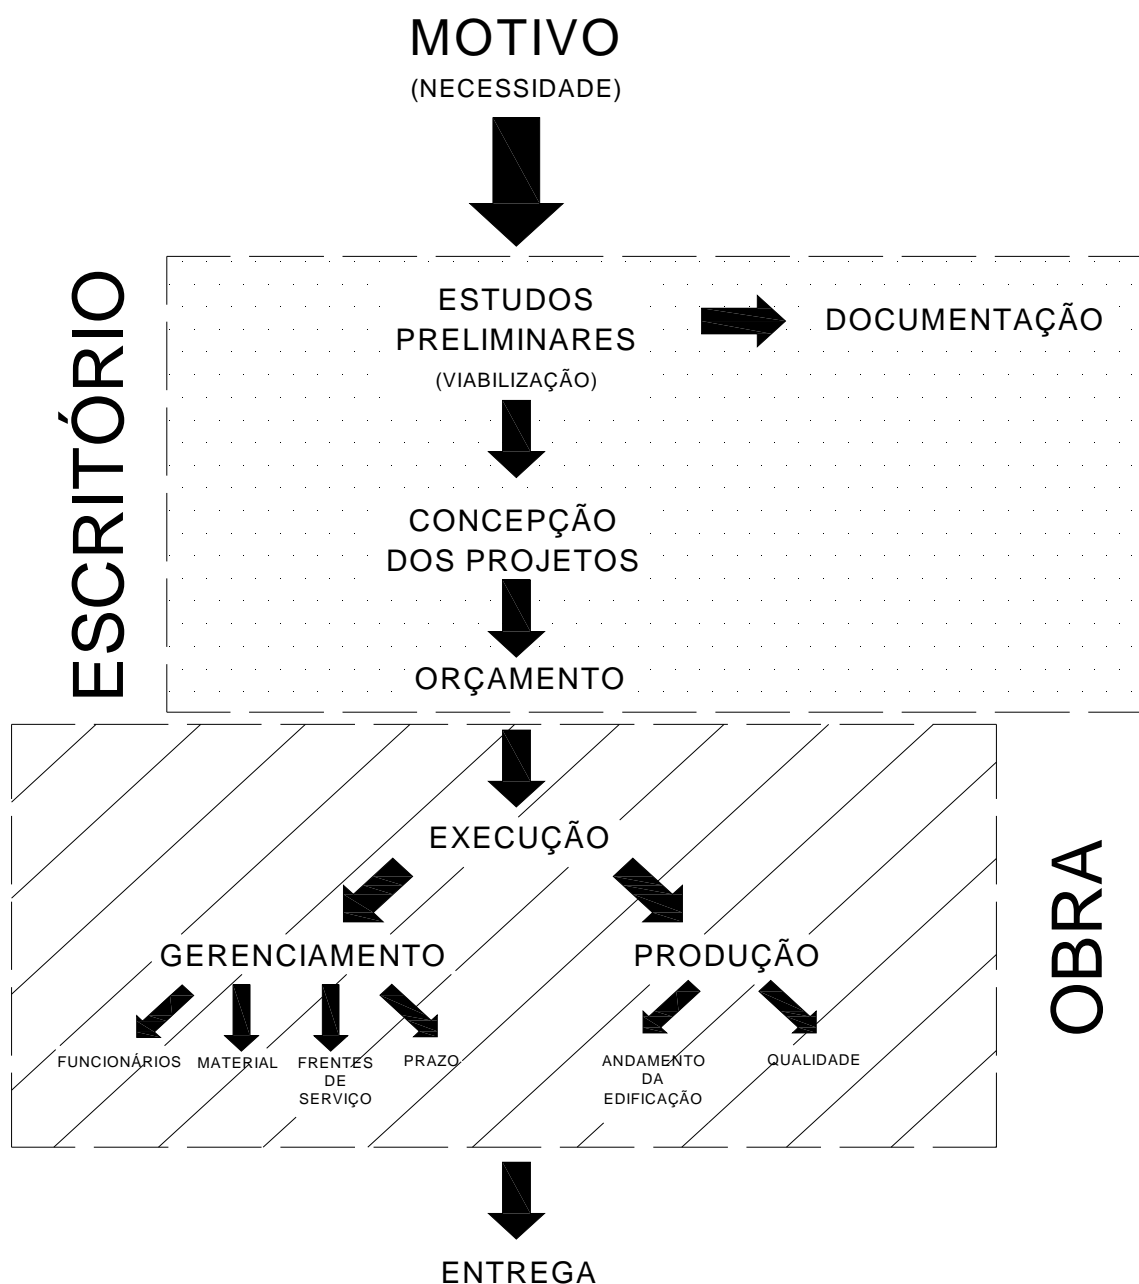 MOTIVO
(NECESSIDADE)
ESCRITÓRIO
ESTUDOS
PRELIMINARES
(VIABILIZAÇÃO)
DOCUMENTAÇÃO
CONCEPÇÃO
DOS PROJETOS
ORÇAMENTO
OBRA
EXECUÇÃO
GERENCIAMENTO
PRODUÇÃO
FUNCIONÁRIOS
MATERIAL
FRENTES
DE
SERVIÇO
PRAZO
ANDAMENTO
DA
EDIFICAÇÃO
QUALIDADE
ENTREGA